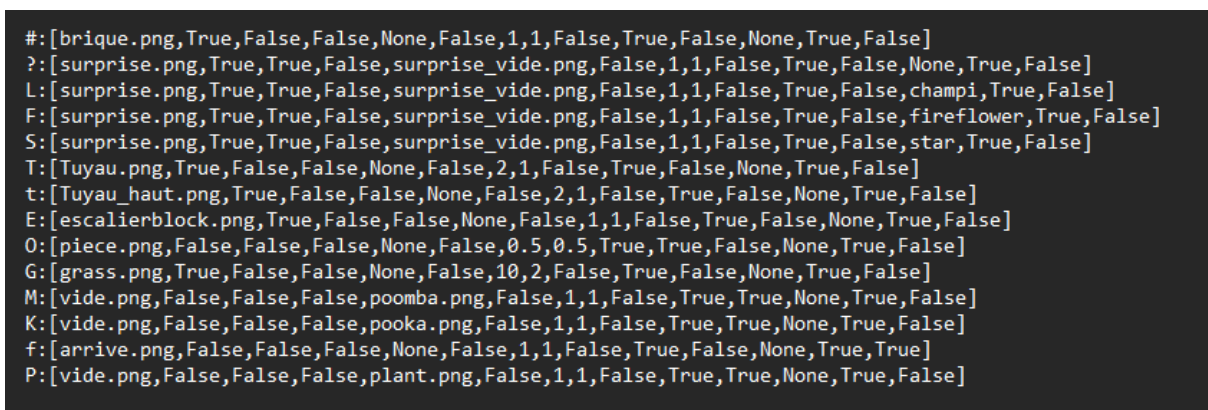 #:[brique.png,True,False,False,None,False,1,1,False,True,False,None,True,False]
?:[surprise.png,True,True,False,surprise_vide.png,False,1,1,False,True,False,None,True,False]
L:[surprise.png,True,True,False,surprise_vide.png,False,1,1,False,True,False,champi,True,False]
F:[surprise.png,True,True,False,surprise_vide.png,False,1,1,False,True,False,fireflower,True,False]
S:[surprise.png,True,True,False,surprise_vide.png,False,1,1,False,True,False,star,True,False]
T:[Tuyau.png,True,False,False,None,False,2,1,False,True,False,None,True,False]
t:[Tuyau_haut.png,True,False,False,None,False,2,1,False,True,False,None,True,False]
E:[escalierblock.png,True,False,False,None,False,1,1,False,True,False,None,True,False]
O:[piece.png,False,False,False,None,False,0.5,0.5,True,True,False,None,True,False]
G:[grass.png,True,False,False,None,False,10,2,False,True,False,None,True,False]
M:[vide.png,False,False,False,poomba.png,False,1,1,False,True,True,None,True,False]
K:[vide.png,False,False,False,pooka.png,False,1,1,False,True,True,None,True,False]
f:[arrive.png,False,False,False,None,False,1,1,False,True,False,None,True,True]
P:[vide.png,False,False,False,plant.png,False,1,1,False,True,True,None,True,False]